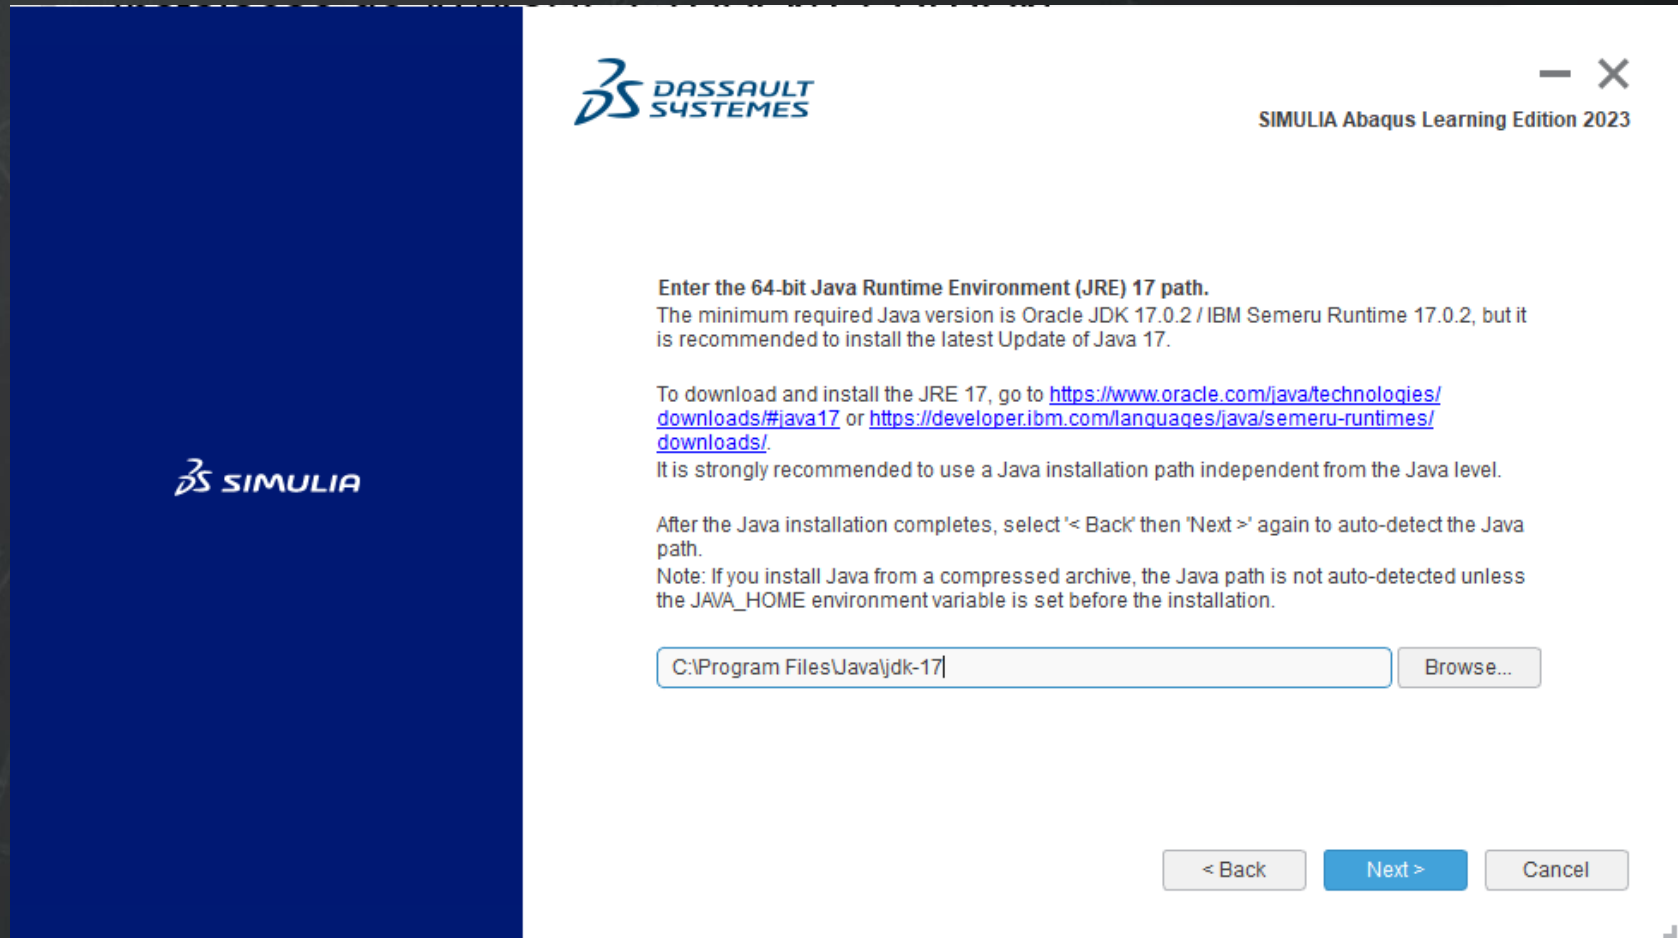 DASSAULT
SYSTEMES
SIMULIA Abaqus Learning Edition 2023
Enter the 64-bit Java Runtime Environment (JRE) 17 path.
The minimum required Java version is Oracle JDK 17.0.2 / IBM Semeru Runtime 17.0.2, but it
is recommended to install the latest Update of Java 17.
To download and install the JRE 17, go to https://www.oracle.com/java/technologies/
downloads/#java17 or https://developer.ibm.com/languages/java/semeru-runtimes/
downloads/.
It is strongly recommended to use a Java installation path independent from the Java level.
SIMULIA
After the Java installation completes, select '< Back' then 'Next >' again to auto-detect the Java
path.
Note: If you install Java from a compressed archive, the Java path is not auto-detected unless
the JAVA_HOME environment variable is set before the installation.
C:\Program Files\Java\jdk-17 Browse...
< Back Next > Cancel